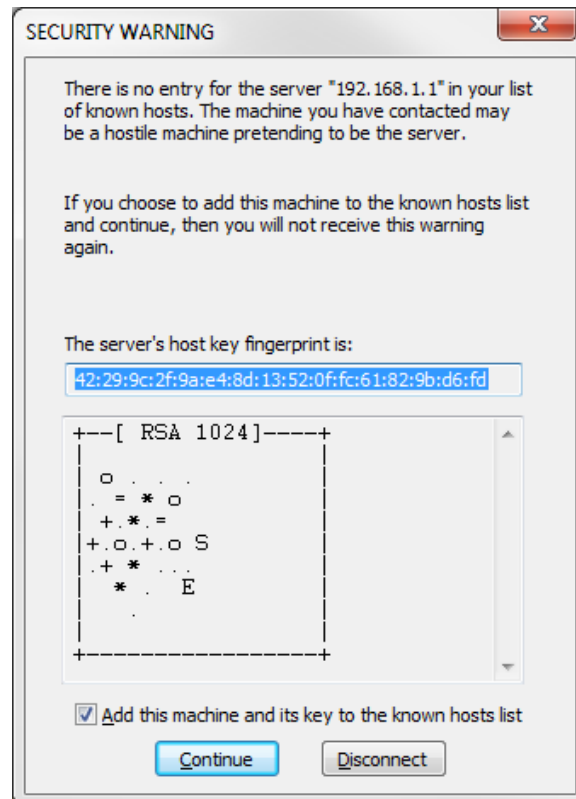 SECURITY WARNING
There is no entry for the server "192.168.1.1" in your list
of known hosts. The machine you have contacted may
be a hostile machine pretending to be the server.
If you choose to add this machine to the known hosts list
and continue, then you will not receive this warning
again.
The server's host key fingerprint is:
42:29:9c:2f:9a:e4:8d:13:52:0f:fc:61:82:9b:d6:fd
+--[ RSA 1024]----+
|                 |
| o . . .         |
|. = * o          |
| +.*.=           |
|+.o.+.o S        |
|.+ * ...         |
|  * .  E         |
|   .             |
|                 |
+-----------------+
Add this machine and its key to the known hosts list
Continue Disconnect